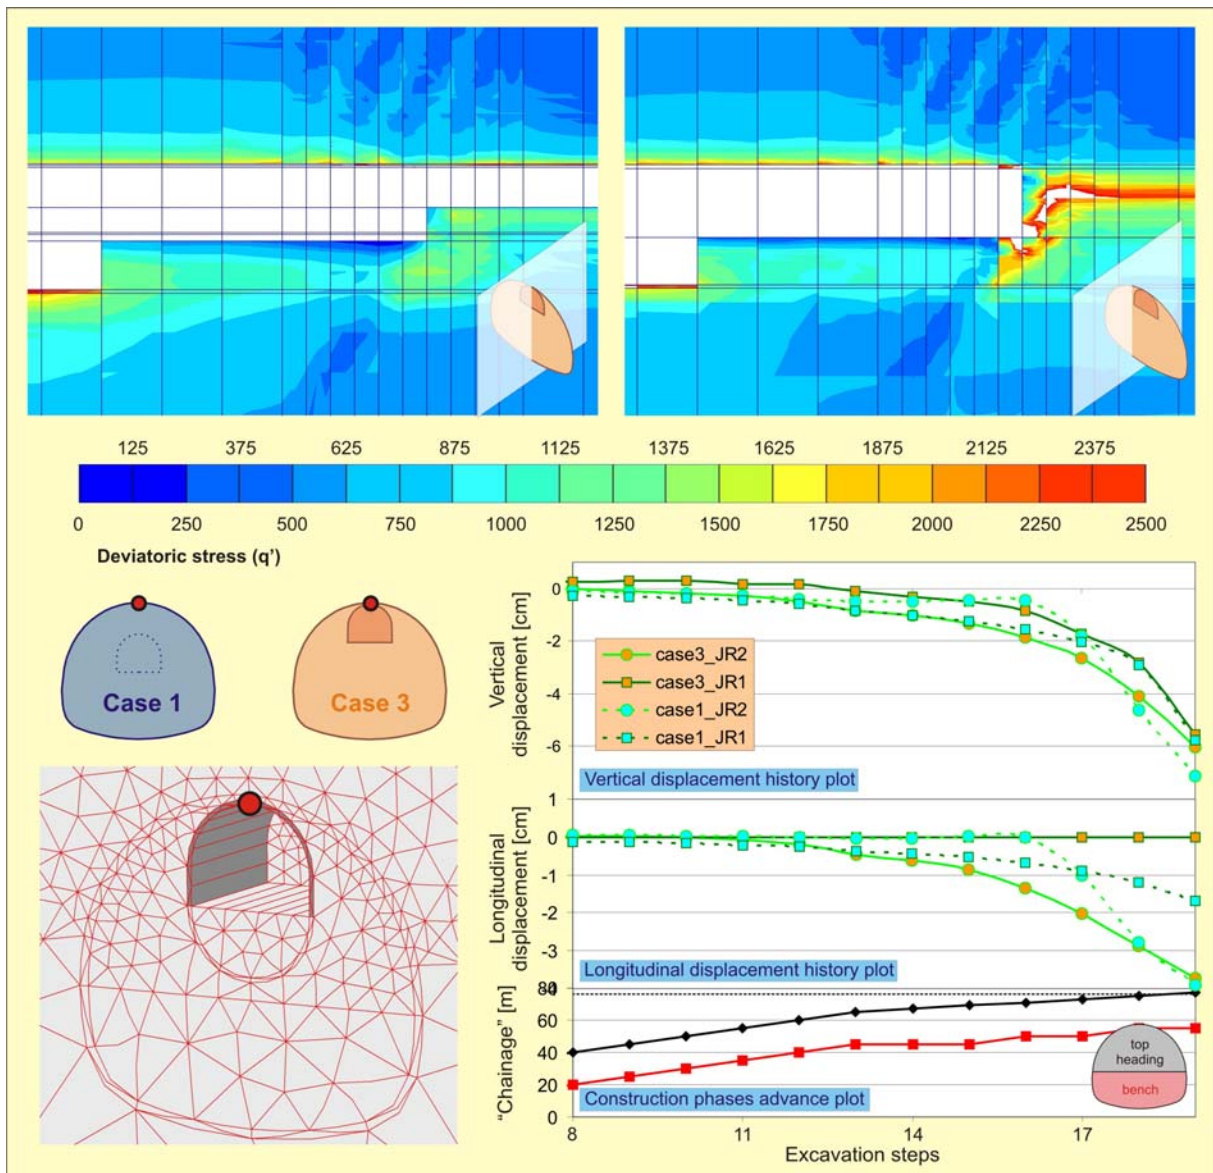 125 375 625 875 1125 1375 1625 1875 2125 2375
0 250 500 750 1000 1250 1500 1750 2000 2250 2500
Deviatoric stress (q')
Case 1
Case 3
Vertical
displacement [cm]
0
-2
-4
-6
case3_JR2
case3_JR1
case1_JR2
case1_JR1
Vertical displacement history plot
Longitudinal
displacement [cm]
1
0
-1
-2
-3
Longitudinal displacement history plot
"Chainage" [m]
80
60
40
20
0
top
heading
bench
Construction phases advance plot
8 11 14 17
Excavation steps